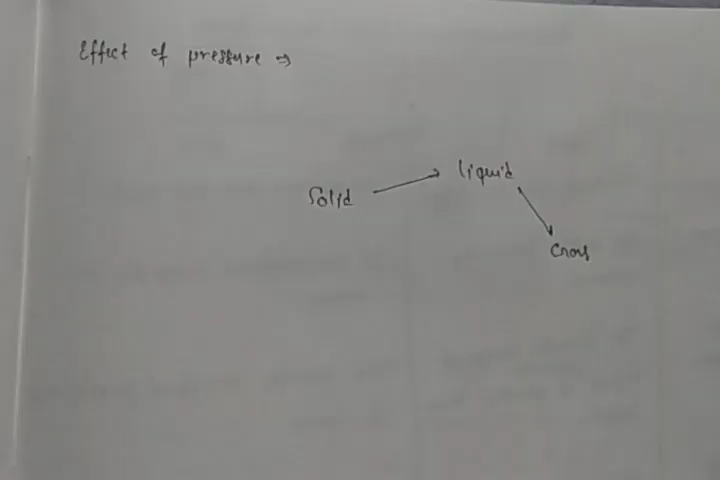 Effect of pressure ⇒
liquid
Solid
Gas